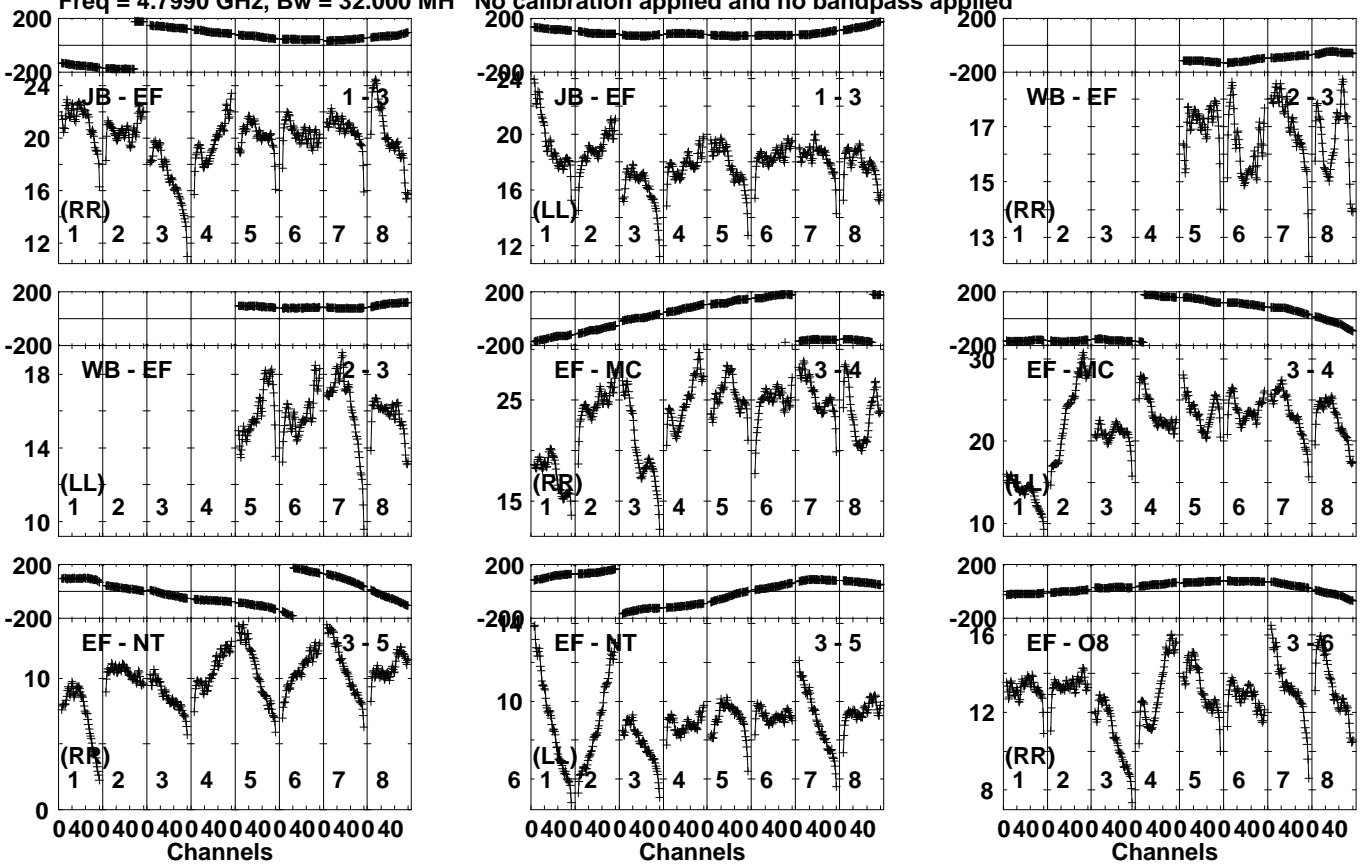 Freq = 4.7990 GHz, Bw = 32.000 MH No calibration applied and no bandpass applied
200
-200
24
20
16
12
JB - EF
1 - 3
(RR)
1 2 3 4 5 6 7 8
200
-200
24
20
16
12
JB - EF
1 - 3
(LL)
1 2 3 4 5 6 7 8
200
-200
17
15
13
WB - EF
2 - 3
(RR)
1 2 3 4 5 6 7 8
200
-200
18
14
10
WB - EF
2 - 3
(LL)
1 2 3 4 5 6 7 8
200
-200
25
15
EF - MC
3 - 4
(RR)
1 2 3 4 5 6 7 8
200
-200
30
20
10
EF - MC
3 - 4
(LL)
1 2 3 4 5 6 7 8
200
-200
10
0
EF - NT
3 - 5
(RR)
1 2 3 4 5 6 7 8
0 40 0 40 0 40 0 40 0 40 0 40 0 40 0 40
Channels
200
-200
14
10
6
EF - NT
3 - 5
(LL)
1 2 3 4 5 6 7 8
0 40 0 40 0 40 0 40 0 40 0 40 0 40 0 40
Channels
200
-200
16
12
8
EF - O8
3 - 6
(RR)
1 2 3 4 5 6 7 8
0 40 0 40 0 40 0 40 0 40 0 40 0 40 0 40
Channels